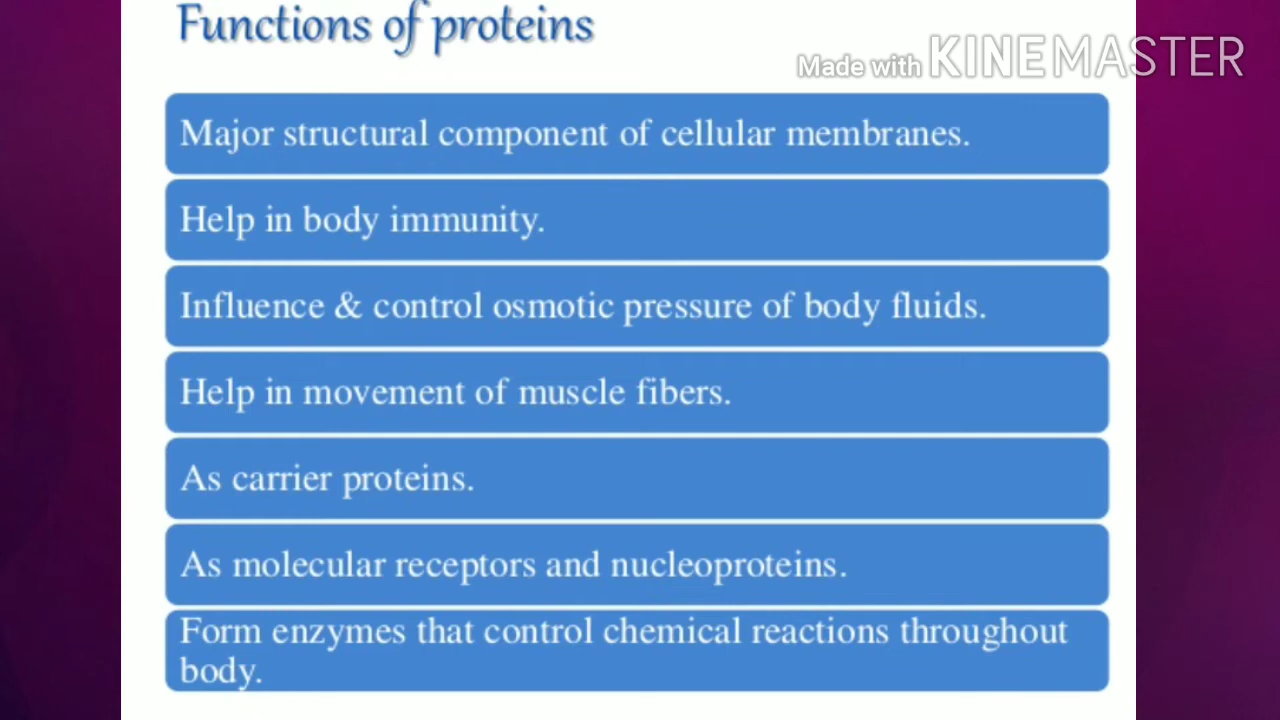 Functions of proteins
Made with KINEMASTER
Major structural component of cellular membranes.
Help in body immunity.
Influence & control osmotic pressure of body fluids.
Help in movement of muscle fibers.
As carrier proteins.
As molecular receptors and nucleoproteins.
Form enzymes that control chemical reactions throughout
body.